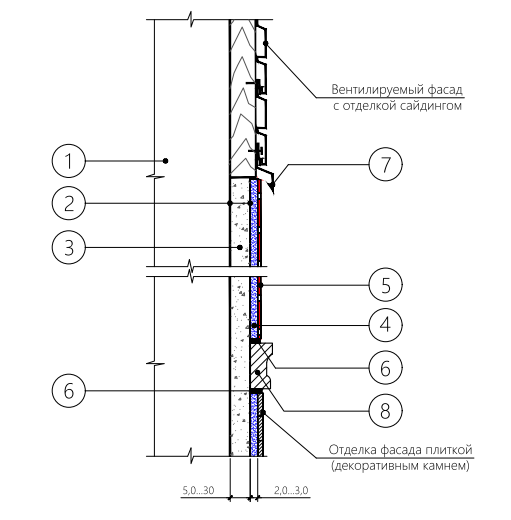 Вентилируемый фасад
с отделкой сайдингом
1
7
2
3
5
4
6
6
8
Отделка фасада плиткой
(декоративным камнем)
5,0...30
2,0...3,0